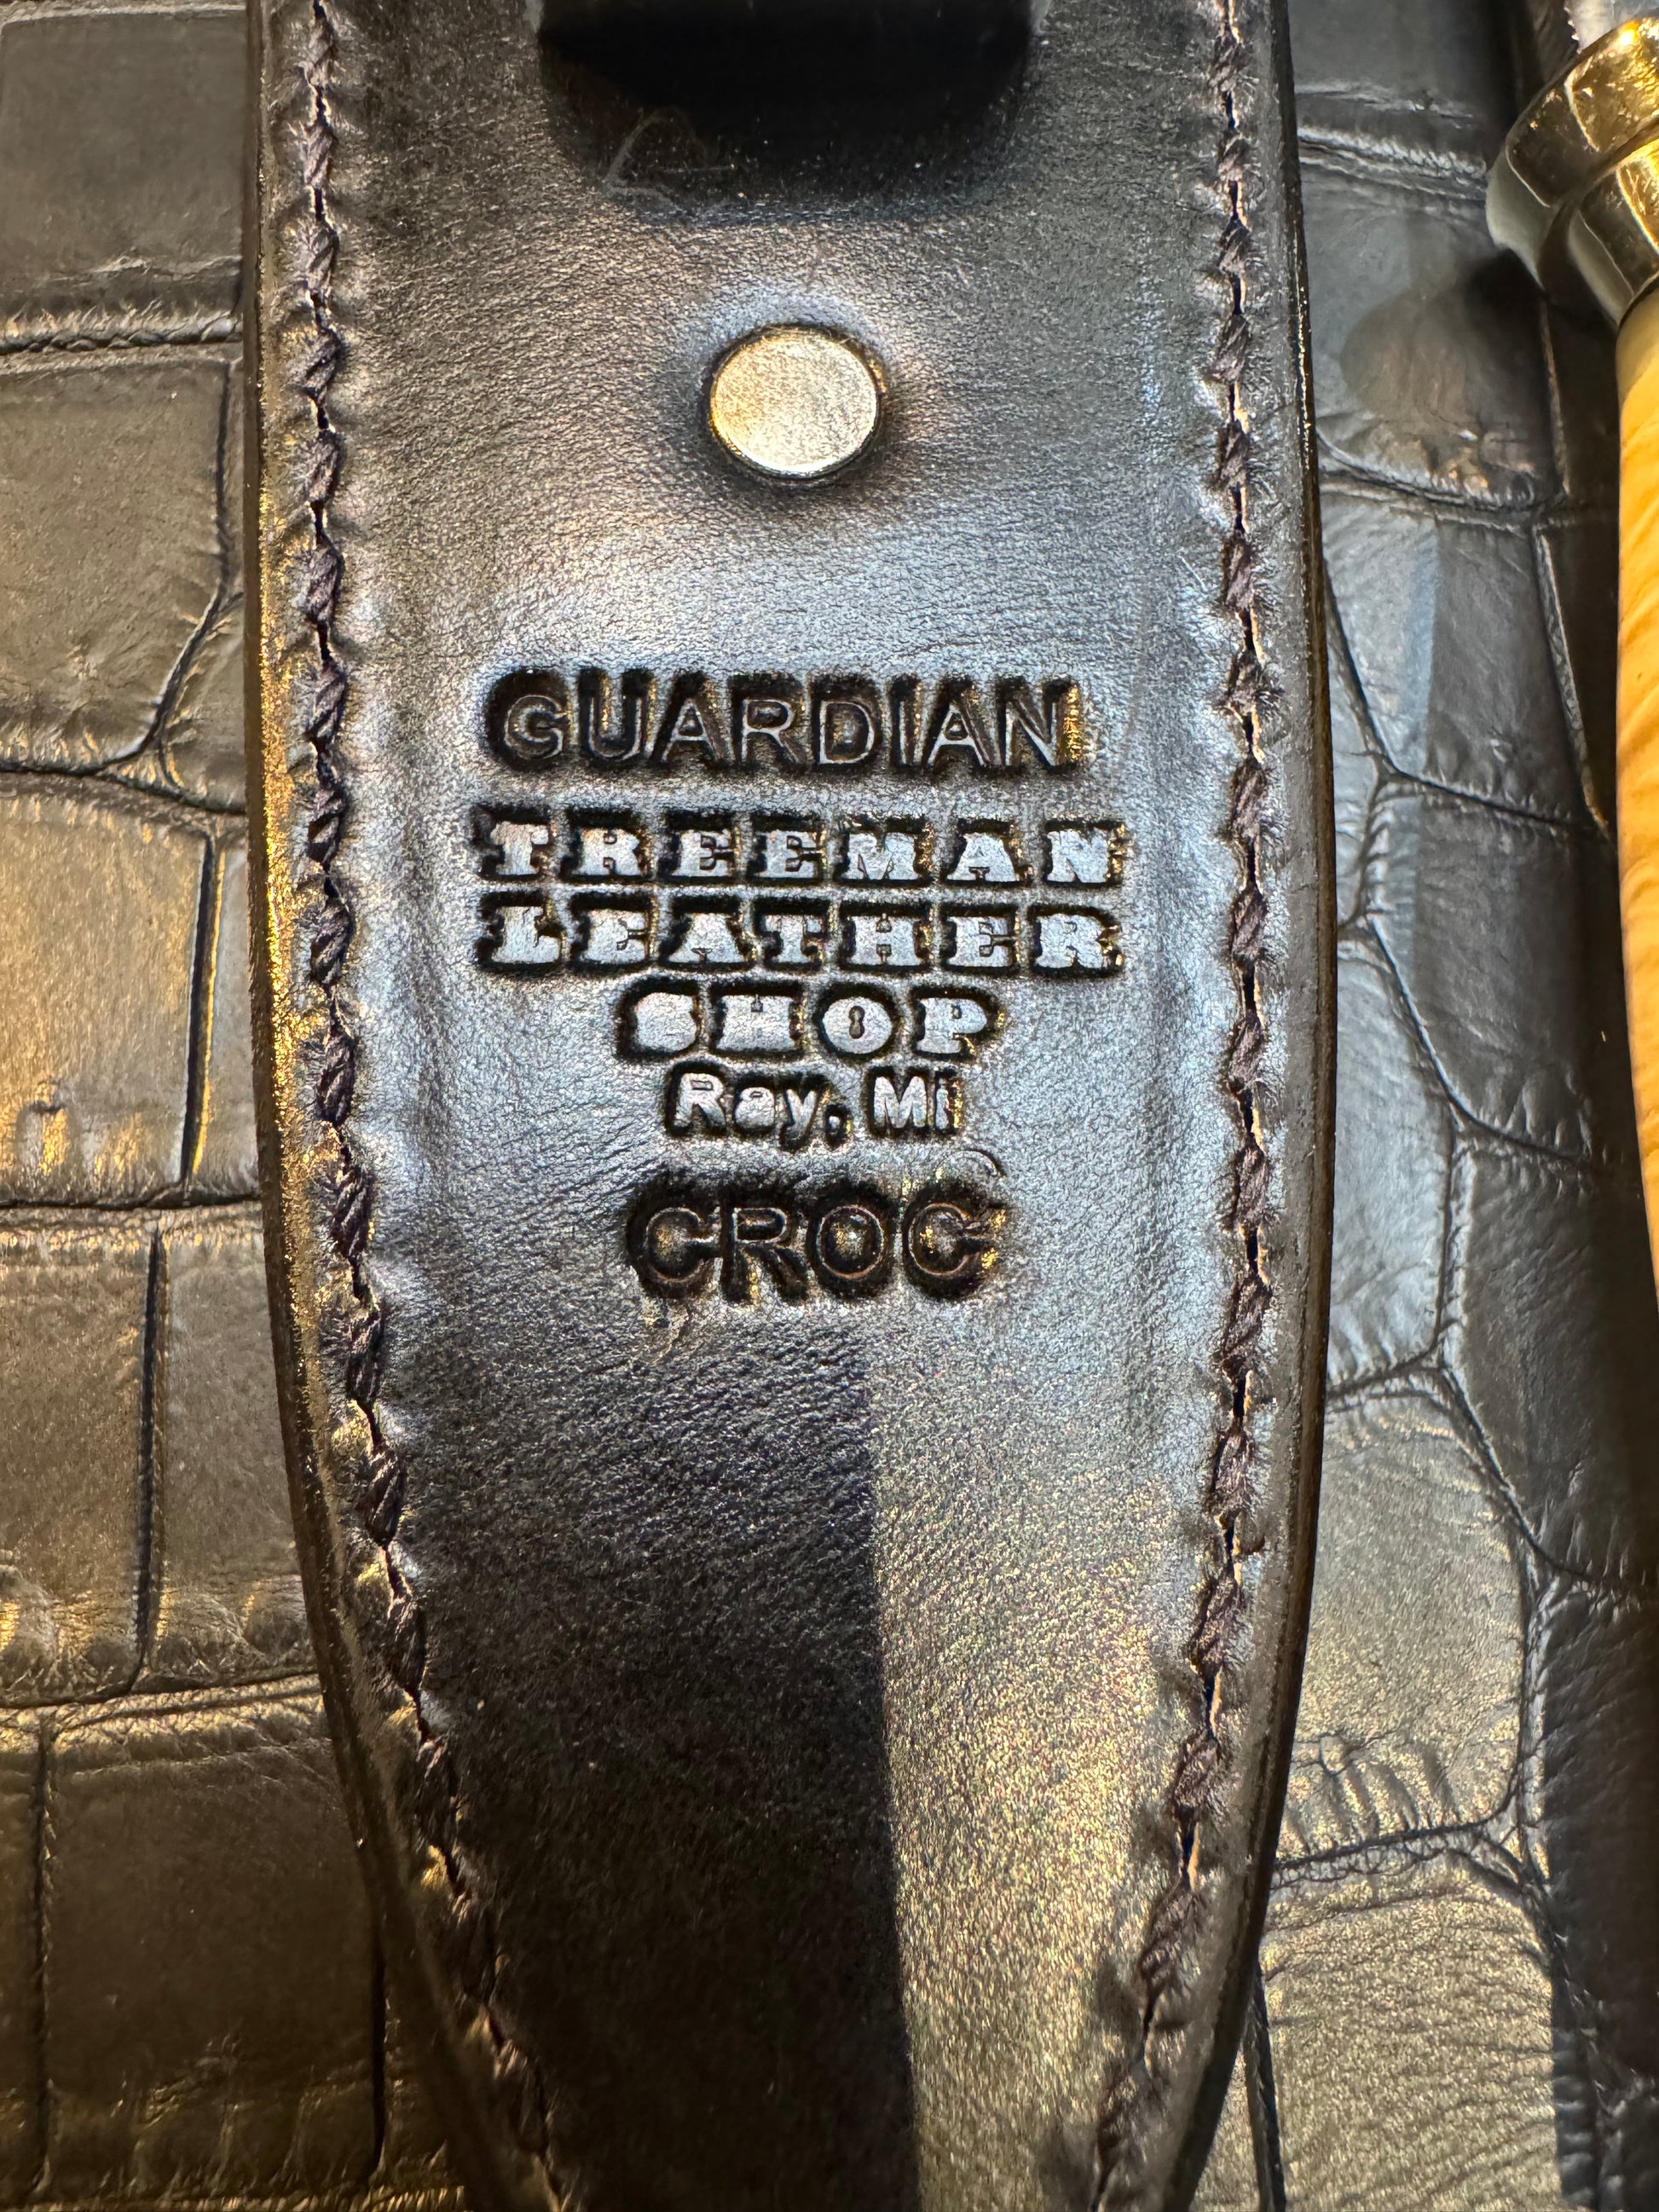 GUARDIAN
TREEMAN
LEATHER
SHOP
Ray, Mi
CROC